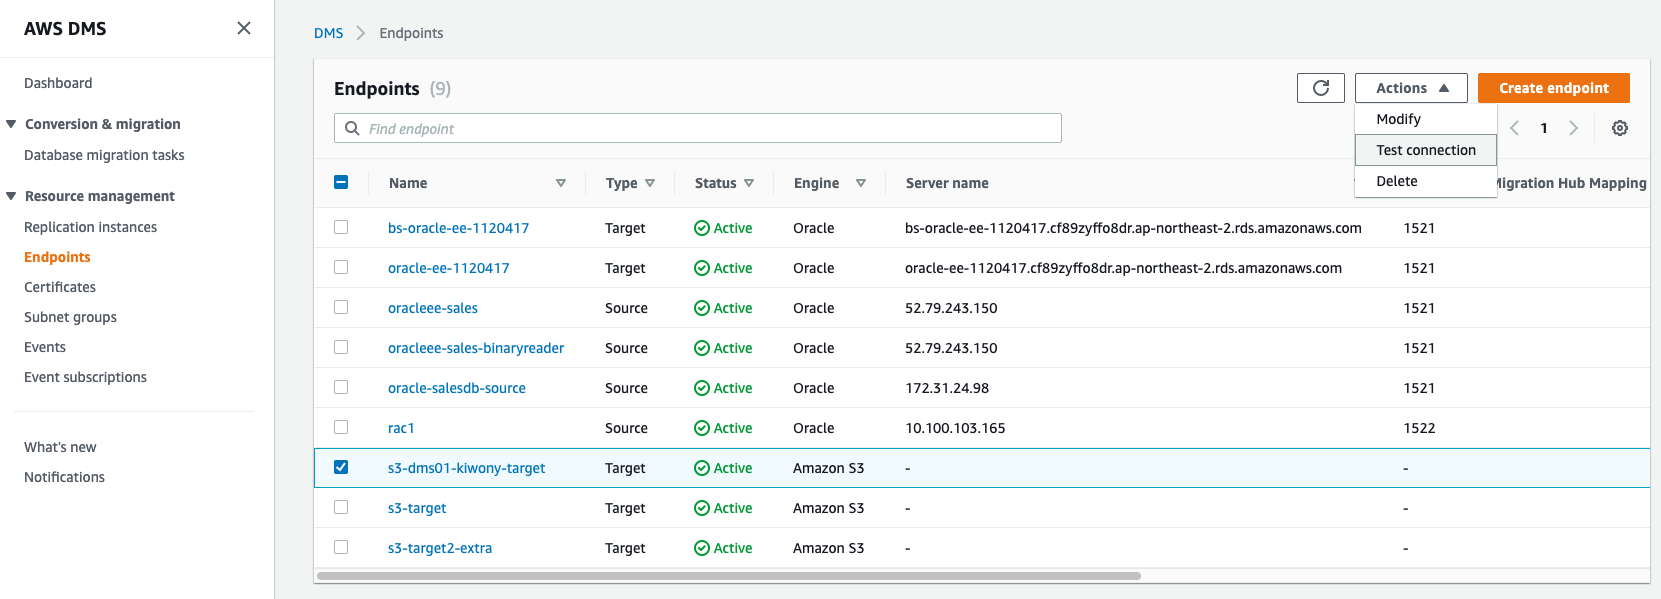 AWS DMS
Dashboard
Conversion & migration
Database migration tasks
Resource management
Replication instances
Endpoints
Certificates
Subnet groups
Events
Event subscriptions
What's new
Notifications
DMS Endpoints
Endpoints (9)
Actions
Create endpoint
Modify
Test connection
Delete
Find endpoint
1
Name Type Status Engine Server name Migration Hub Mapping
bs-oracle-ee-1120417 Target Active Oracle bs-oracle-ee-1120417.cf89zyffo8dr.ap-northeast-2.rds.amazonaws.com 1521
oracle-ee-1120417 Target Active Oracle oracle-ee-1120417.cf89zyffo8dr.ap-northeast-2.rds.amazonaws.com 1521
oracleee-sales Source Active Oracle 52.79.243.150 1521
oracleee-sales-binaryreader Source Active Oracle 52.79.243.150 1521
oracle-salesdb-source Source Active Oracle 172.31.24.98 1521
rac1 Source Active Oracle 10.100.103.165 1522
s3-dms01-kiwony-target Target Active Amazon S3 - -
s3-target Target Active Amazon S3 - -
s3-target2-extra Target Active Amazon S3 - -